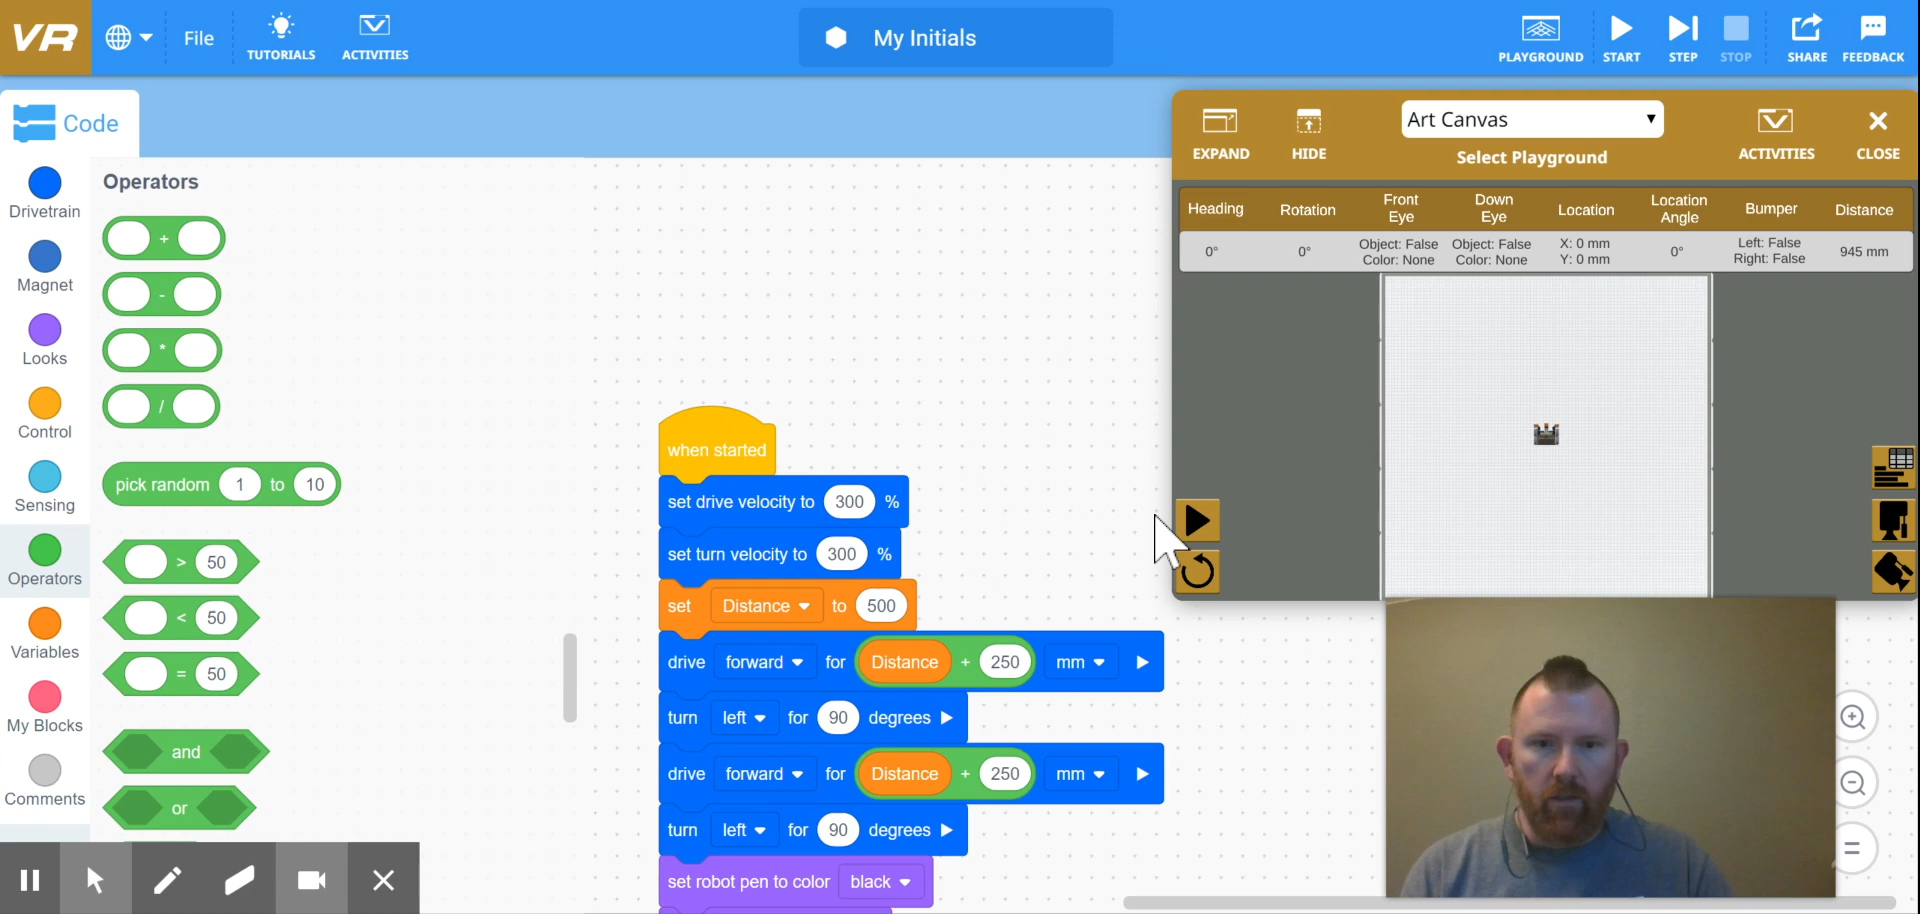 VR
File
TUTORIALS
ACTIVITIES
My Initials
PLAYGROUND
START
STEP
STOP
SHARE
FEEDBACK
Code
Drivetrain
Magnet
Looks
Control
Sensing
Operators
Variables
My Blocks
Comments
Operators
+
-
*
/
pick random 1 to 10
> 50
< 50
= 50
and
or
when started
set drive velocity to 300 %
set turn velocity to 300 %
set Distance to 500
drive forward for Distance + 250 mm
turn left for 90 degrees
drive forward for Distance + 250 mm
turn left for 90 degrees
set robot pen to color black
EXPAND
HIDE
Art Canvas
Select Playground
ACTIVITIES
CLOSE
Heading Rotation Front Eye Down Eye Location Location Angle Bumper Distance
0° 0° Object: False Object: False X: 0 mm 0° Left: False 945 mm
Color: None Color: None Y: 0 mm Right: False
=